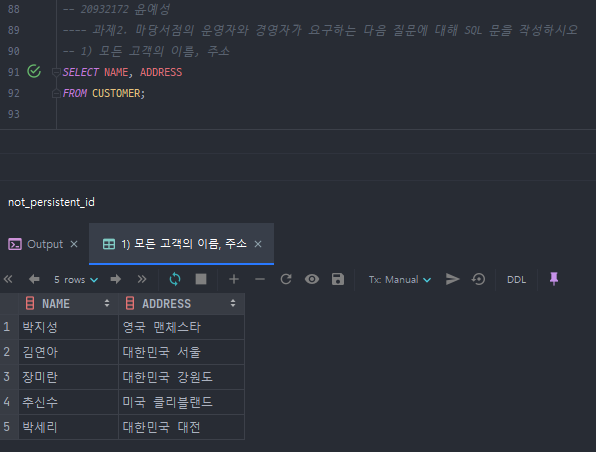 88 -- 20932172 윤예성
89 ---- 과제2. 마당서점의 운영자와 경영자가 요구하는 다음 질문에 대해 SQL 문을 작성하시오
90 -- 1) 모든 고객의 이름, 주소
91 SELECT NAME, ADDRESS
92 FROM CUSTOMER;
93
not_persistent_id
Output × 1) 모든 고객의 이름, 주소 ×
5 rows Tx: Manual DDL
NAME ADDRESS
1 박지성 영국 맨체스타
2 김연아 대한민국 서울
3 장미란 대한민국 강원도
4 추신수 미국 클리블랜드
5 박세리 대한민국 대전